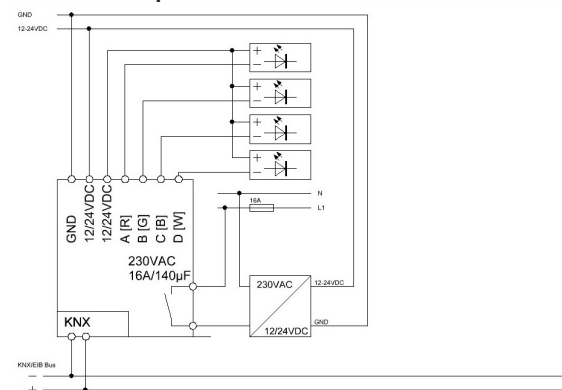 GND
12-24VDC
+
−
+
−
+
−
+
−
N
16A
L1
GND
12/24VDC
12/24VDC
A [R]
B [G]
C [B]
D [W]
230VAC
16A/140µF
230VAC
12-24VDC
GND
12/24VDC
KNX
KNX/EIB Bus
−
+